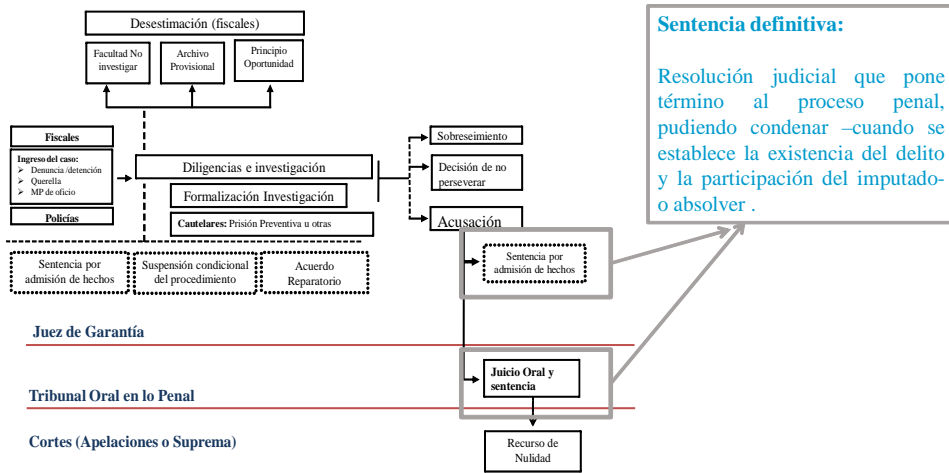 Desestimación (fiscales)
Facultad No
investigar
Archivo
Provisional
Principio
Oportunidad
Fiscales
Ingreso del caso:
➢ Denuncia /detención
➢ Querella
➢ MP de oficio
Policías
Diligencias e investigación
Formalización Investigación
Cautelares: Prisión Preventiva u otras
Sobreseimiento
Decisión de no
perseverar
Acusación
Sentencia por
admisión de hechos
Sentencia por
admisión de hechos
Suspensión condicional
del procedimiento
Acuerdo
Reparatorio
Juez de Garantía
Juicio Oral y
sentencia
Tribunal Oral en lo Penal
Cortes (Apelaciones o Suprema)
Recurso de
Nulidad
Sentencia definitiva:
Resolución judicial que pone
término al proceso penal,
pudiendo condenar –cuando se
establece la existencia del delito
y la participación del imputado-
o absolver .